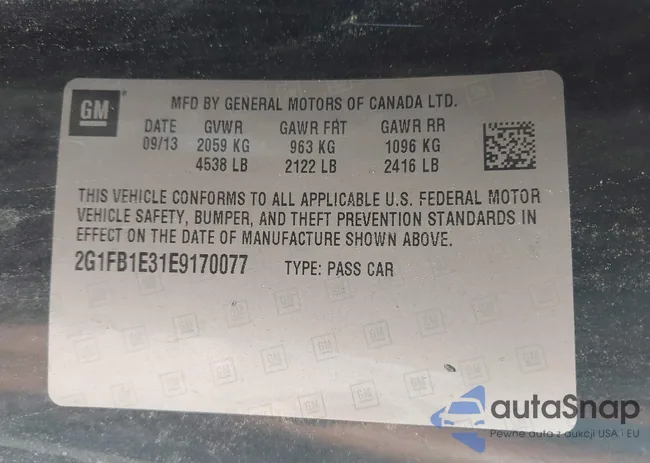 GM
MFD BY GENERAL MOTORS OF CANADA LTD.
DATE GVWR GAWR FRT GAWR RR
09/13 2059 KG 963 KG 1096 KG
4538 LB 2122 LB 2416 LB
THIS VEHICLE CONFORMS TO ALL APPLICABLE U.S. FEDERAL MOTOR
VEHICLE SAFETY, BUMPER, AND THEFT PREVENTION STANDARDS IN
EFFECT ON THE DATE OF MANUFACTURE SHOWN ABOVE.
2G1FB1E31E9170077 TYPE: PASS CAR
autaSnap
Pewne auta z aukcji USA i EU